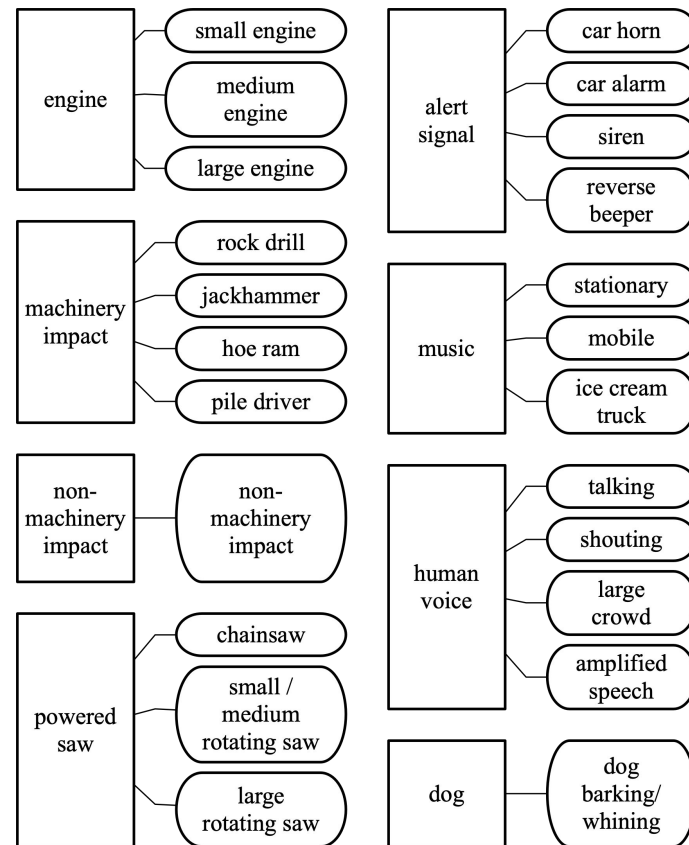 engine
small engine
medium
engine
large engine
machinery
impact
rock drill
jackhammer
hoe ram
pile driver
non-
machinery
impact
non-
machinery
impact
powered
saw
chainsaw
small /
medium
rotating saw
large
rotating saw
alert
signal
car horn
car alarm
siren
reverse
beeper
music
stationary
mobile
ice cream
truck
human
voice
talking
shouting
large
crowd
amplified
speech
dog
dog
barking/
whining